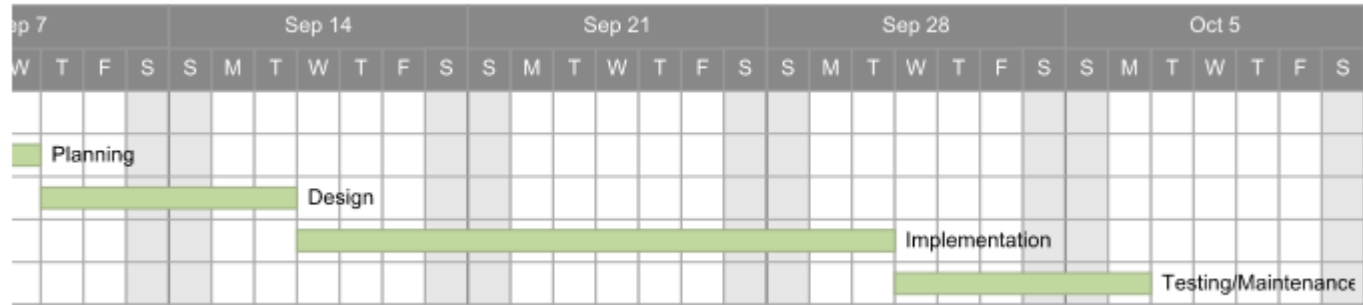 ep 7 Sep 14 Sep 21 Sep 28 Oct 5
W T F S S M T W T F S S M T W T F S S M T W T F S S M T W T F S
Planning
Design
Implementation
Testing/Maintenance